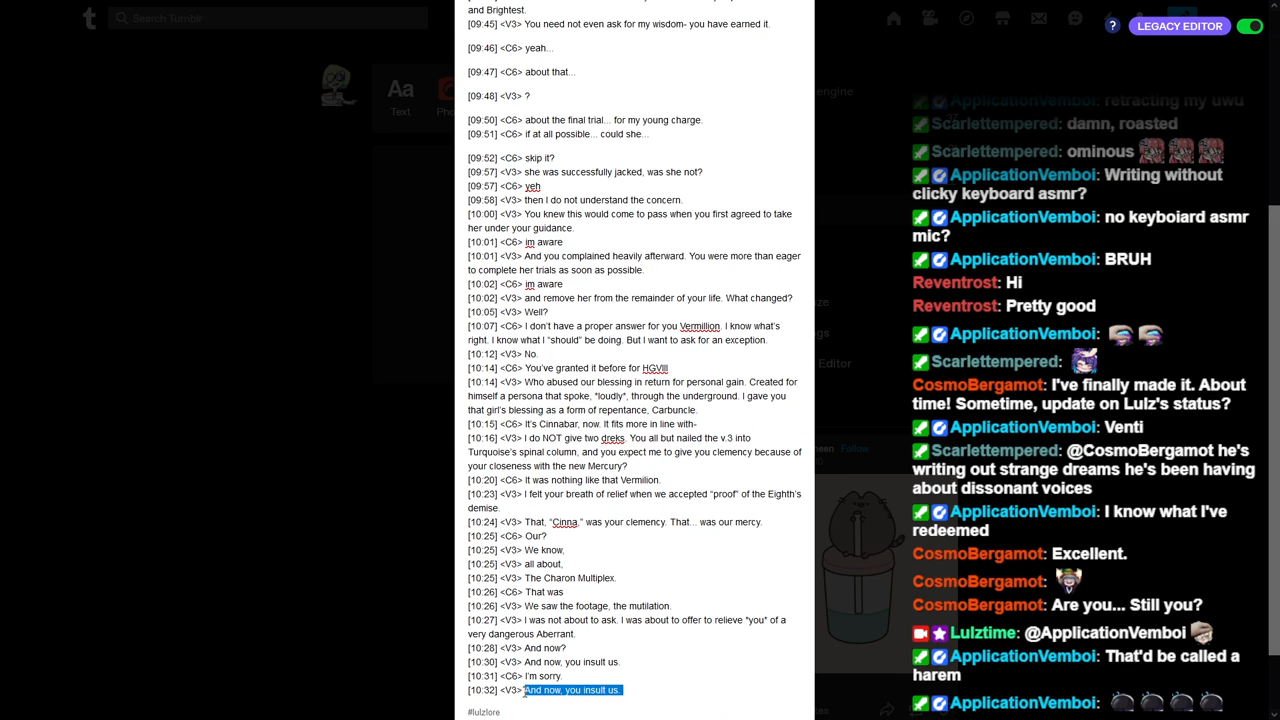 Search Tumblr
LEGACY EDITOR
?
Aa
Text
and Brightest.
[09:45] <V3> You need not even ask for my wisdom- you have earned it.
[09:46] <C6> yeah...
[09:47] <C6> about that...
[09:48] <V3> ?
[09:50] <C6> about the final trial... for my young charge.
[09:51] <C6> if at all possible... could she...
[09:52] <C6> skip it?
[09:57] <V3> she was successfully jacked, was she not?
[09:57] <C6> yeh
[09:58] <V3> then I do not understand the concern.
[10:00] <V3> You knew this would come to pass when you first agreed to take
her under your guidance.
[10:01] <C6> im aware
[10:01] <V3> And you complained heavily afterward. You were more than eager
to complete her trials as soon as possible.
[10:02] <C6> im aware
[10:02] <V3> and remove her from the remainder of your life. What changed?
[10:05] <V3> Well?
[10:07] <C6> I don't have a proper answer for you Vermillion. I know what's
right. I know what I "should" be doing. But I want to ask for an exception.
[10:12] <V3> No.
[10:14] <C6> You've granted it before for HGVIII
[10:14] <V3> Who abused our blessing in return for personal gain. Created for
himself a persona that spoke, *loudly*, through the underground. I gave you
that girl's blessing as a form of repentance, Carbuncle.
[10:15] <C6> It's Cinnabar, now. It fits more in line with-
[10:16] <V3> I do NOT give two dreks. You all but nailed the v.3 into
Turquoise's spinal column, and you expect me to give you clemency because of
your closeness with the new Mercury?
[10:20] <C6> It was nothing like that Vermilion.
[10:23] <V3> I felt your breath of relief when we accepted "proof" of the Eighth's
demise.
[10:24] <V3> That, "Cinna," was your clemency. That... was our mercy.
[10:25] <C6> Our?
[10:25] <V3> We know,
[10:25] <V3> all about,
[10:25] <V3> The Charon Multiplex.
[10:26] <C6> That was
[10:26] <V3> We saw the footage, the mutilation.
[10:27] <V3> I was not about to ask. I was about to offer to relieve *you* of a
very dangerous Aberrant.
[10:28] <V3> And now?
[10:30] <V3> And now, you insult us.
[10:31] <C6> I'm sorry.
[10:32] <V3> And now, you insult us.
#lulzlore
engine
Editor
Follow
ApplicationVemboi: retracting my uwu
Scarlettempered: damn, roasted
Scarlettempered: ominous
ApplicationVemboi: Writing without
clicky keyboard asmr?
ApplicationVemboi: no keyboiard asmr
mic?
ApplicationVemboi: BRUH
Reventrost: Hi
Reventrost: Pretty good
ApplicationVemboi:
Scarlettempered:
CosmoBergamot: I've finally made it. About
time! Sometime, update on Lulz's status?
ApplicationVemboi: Venti
Scarlettempered: @CosmoBergamot he's
writing out strange dreams he's been having
about dissonant voices
ApplicationVemboi: I know what I've
redeemed
CosmoBergamot: Excellent.
CosmoBergamot:
CosmoBergamot: Are you... Still you?
Lulztime: @ApplicationVemboi
ApplicationVemboi: That'd be called a
harem
ApplicationVemboi: